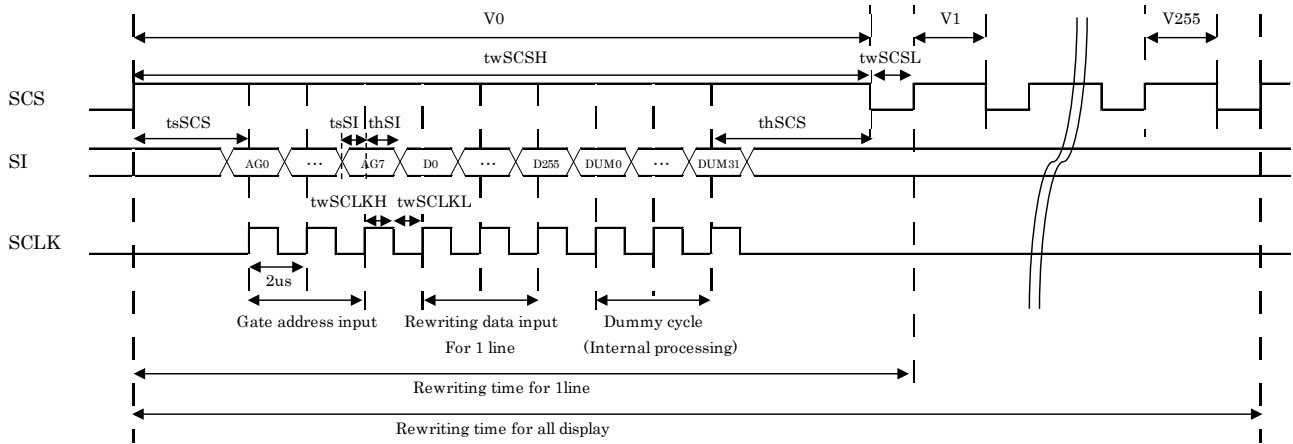 V0
V1
V255
twSCSH
twSCSL
SCS
tsSCS
tsSI
thSI
thSCS
SI
AG0
...
AG7
D0
...
D255
DUM0
...
DUM31
twSCLKH
twSCLKL
SCLK
2us
Gate address input
Rewriting data input
For 1 line
Dummy cycle
(Internal processing)
Rewriting time for 1line
Rewriting time for all display